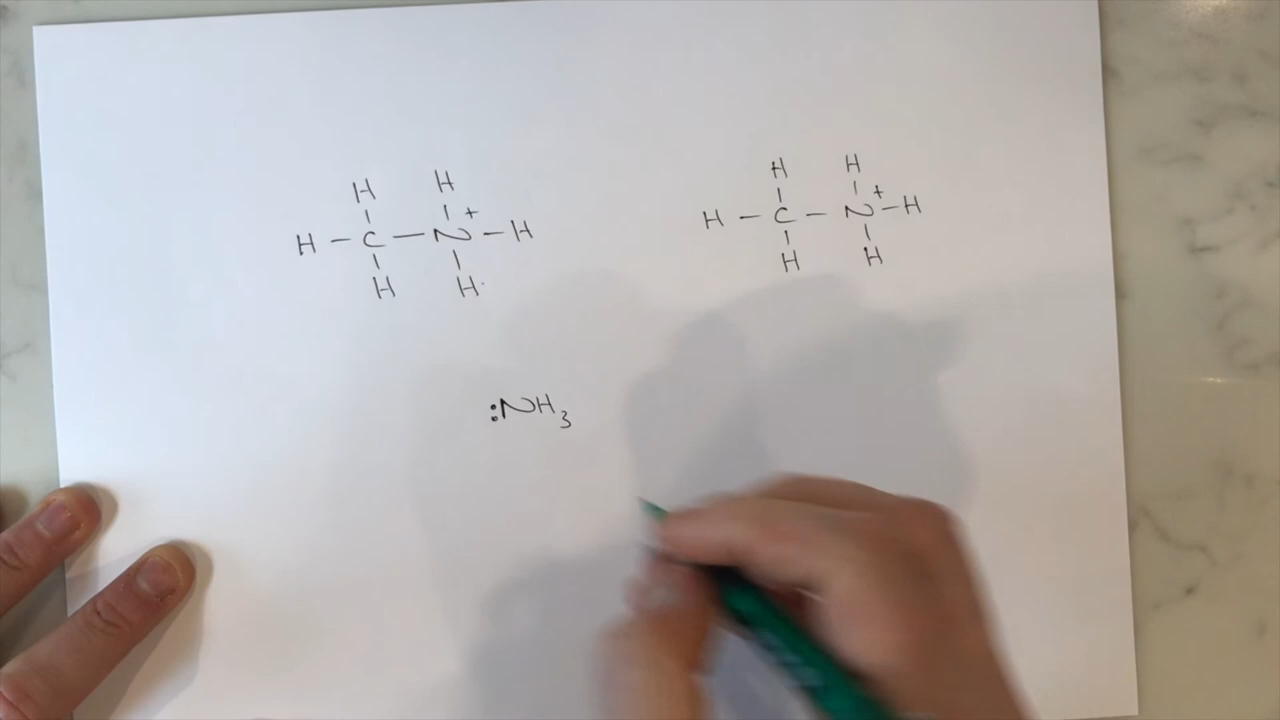 H H H H
H – C – N⁺ – H H – C – N⁺ – H
H H H H
:NH₃